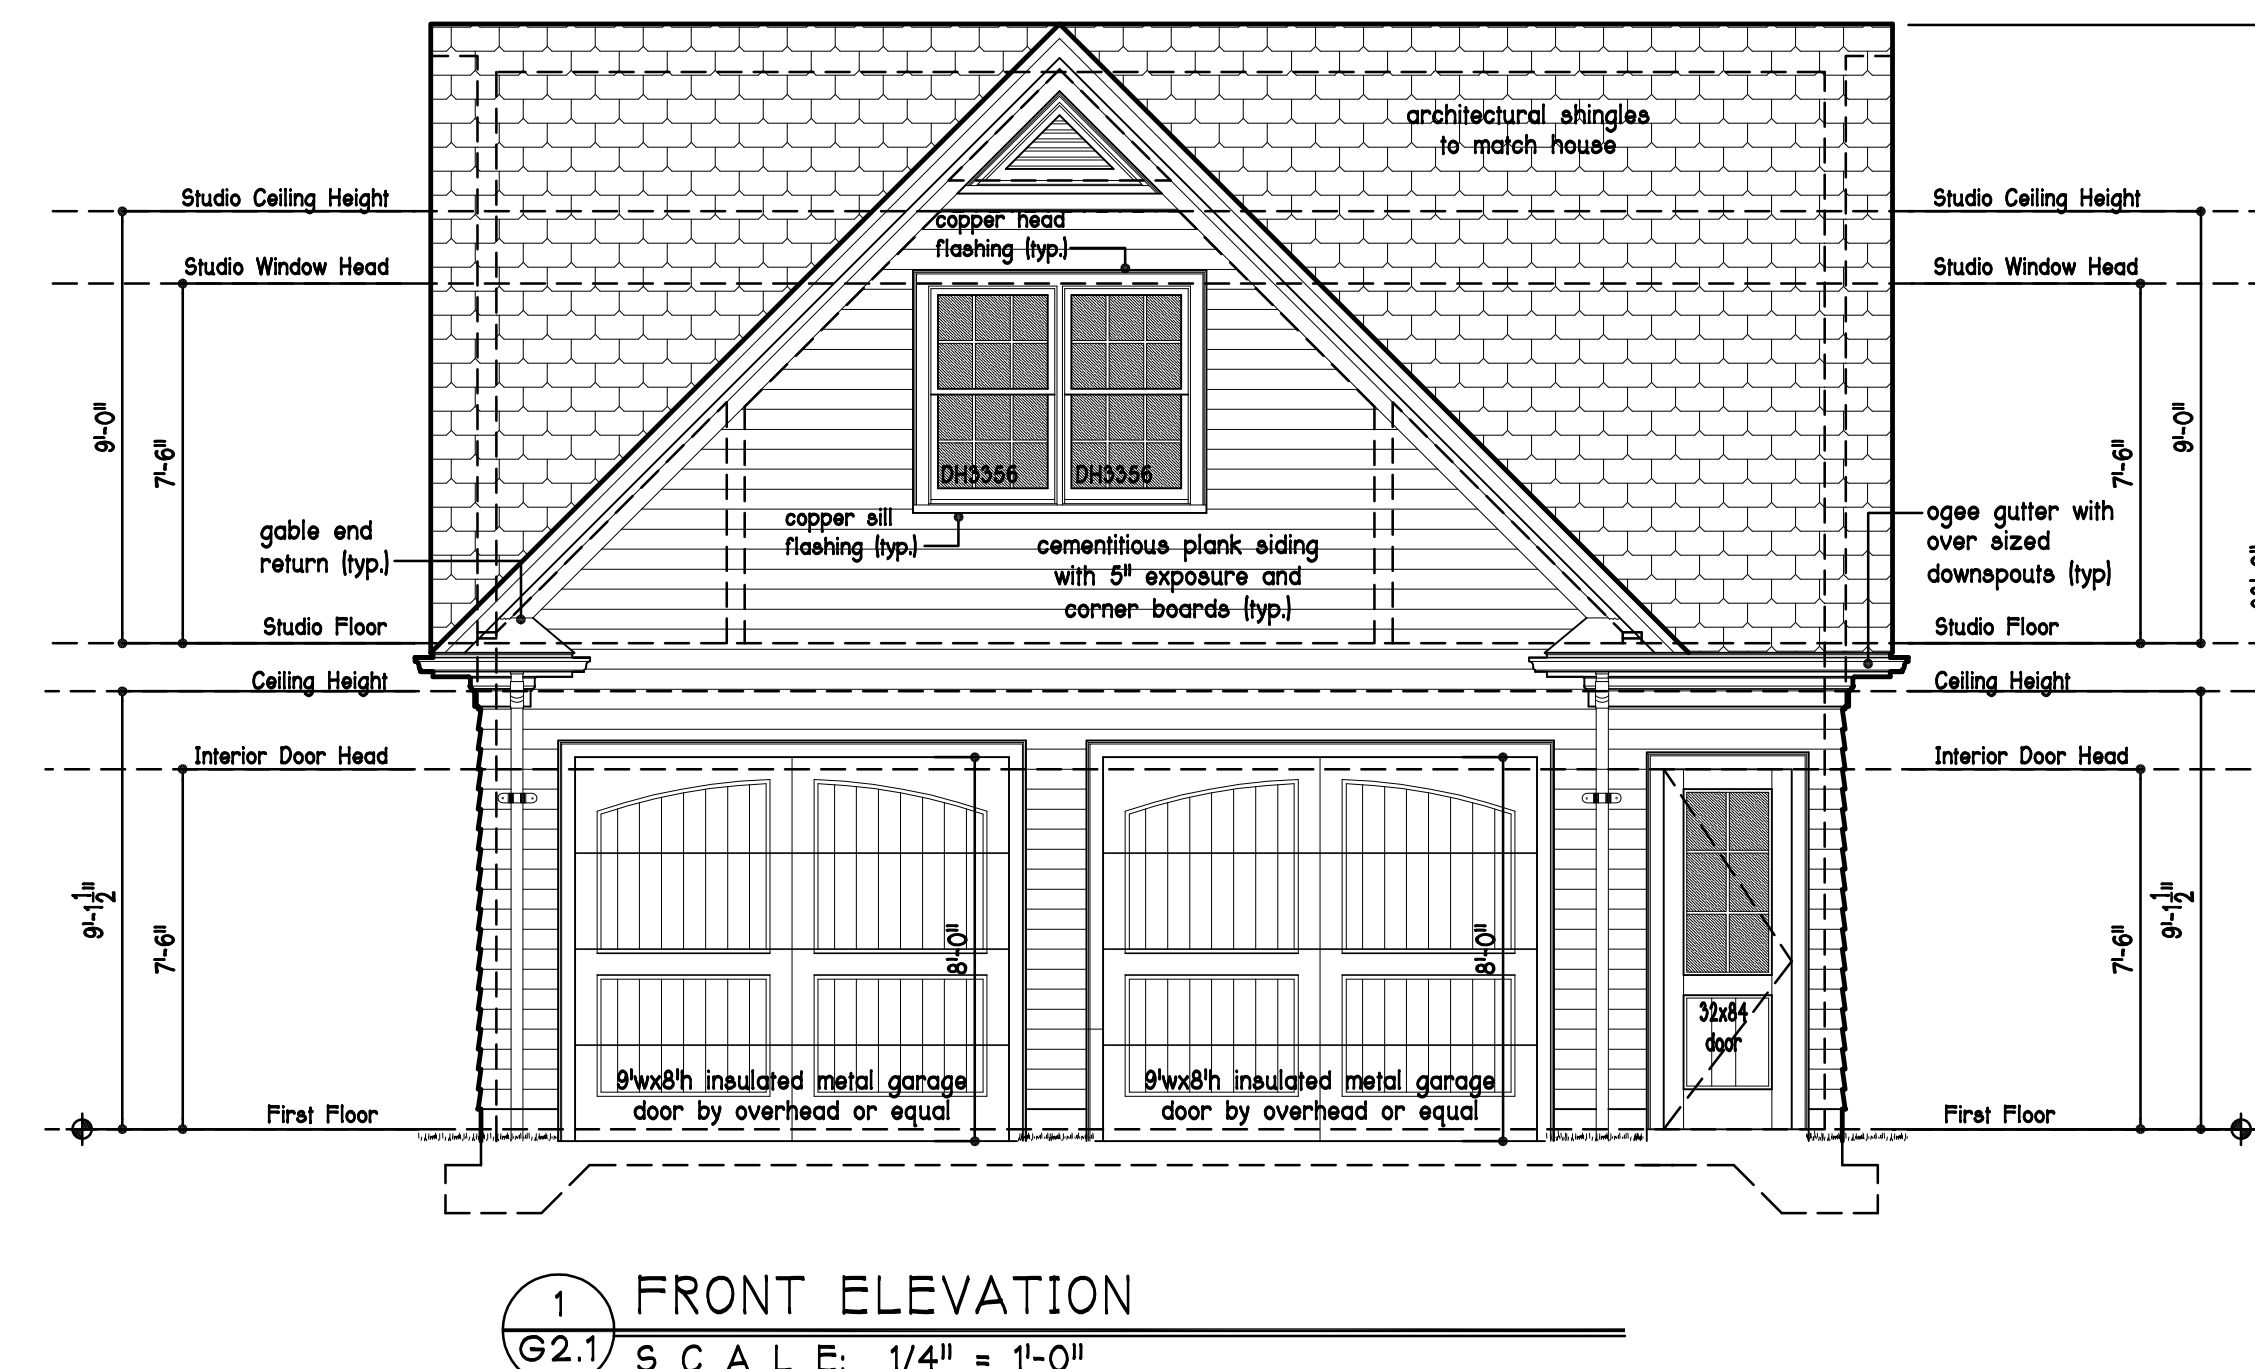 architectural shingles
to match house
Studio Ceiling Height
Studio Ceiling Height
copper head
flashing (typ.)
Studio Window Head
Studio Window Head
9'-0"
7'-6"
7'-6"
9'-0"
DH3356
DH3356
gable end
return (typ.)
copper sill
flashing (typ.)
cementitious plank siding
with 5" exposure and
corner boards (typ.)
ogee gutter with
over sized
downspouts (typ)
Studio Floor
Studio Floor
Ceiling Height
Ceiling Height
Interior Door Head
Interior Door Head
9'-1 1/2"
7'-6"
8'-0"
8'-0"
7'-6"
9'-1 1/2"
32x84
door
9'wx8'h insulated metal garage
door by overhead or equal
9'wx8'h insulated metal garage
door by overhead or equal
First Floor
First Floor
1
G2.1
FRONT ELEVATION
SCALE: 1/4" = 1'-0"